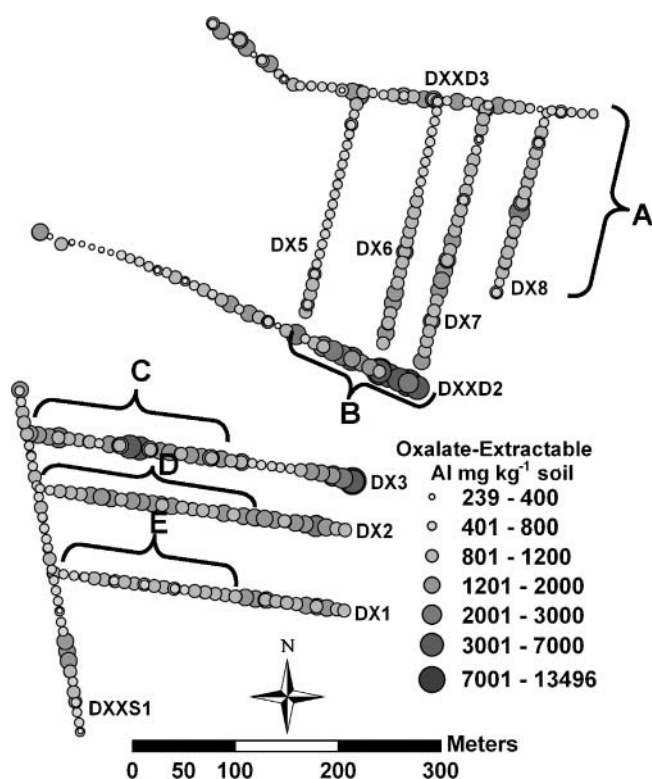 DXXD3
A
DX5
DX6
DX8
DX7
C
B
DXXD2
D
DX3
E
DX2
DX1
DXXS1
Oxalate-Extractable
Al mg kg-1 soil
239 - 400
401 - 800
801 - 1200
1201 - 2000
2001 - 3000
3001 - 7000
7001 - 13496
N
Meters
0 50 100 200 300